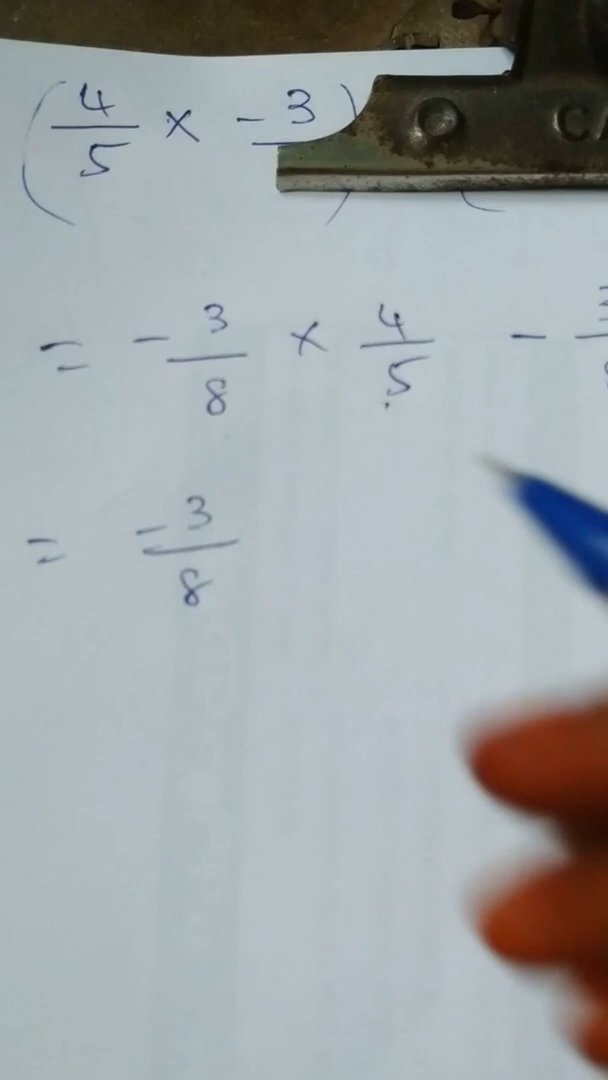 (4/5 × -3)
= -3/8 × 4/5 -
= -3/8